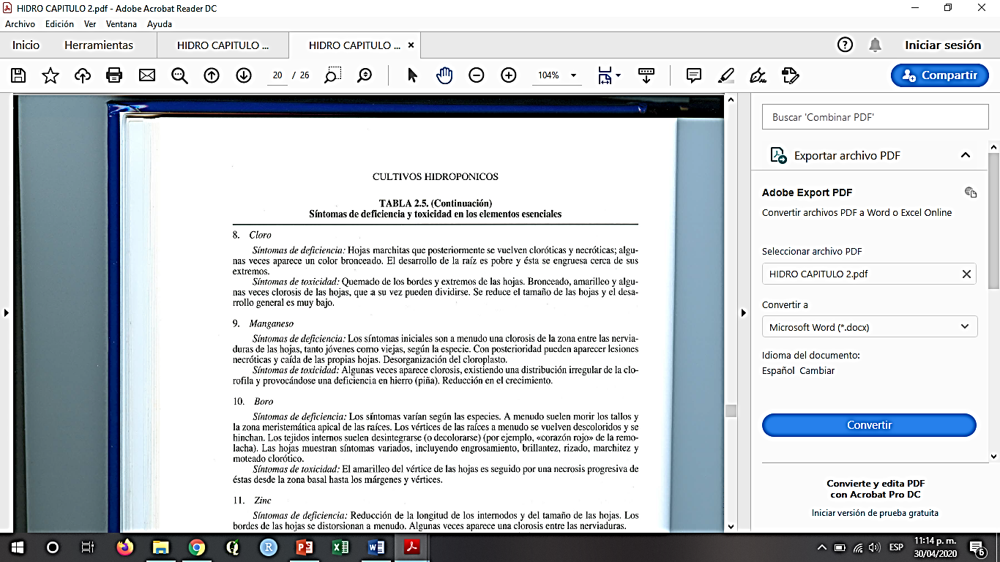 HIDRO CAPITULO 2.pdf - Adobe Acrobat Reader DC
Archivo Edición Ver Ventana Ayuda
Inicio Herramientas HIDRO CAPITULO ... HIDRO CAPITULO ... ×
Iniciar sesión
20 / 26
104%
Compartir
CULTIVOS HIDROPONICOS
TABLA 2.5. (Continuación)
Síntomas de deficiencia y toxicidad en los elementos esenciales
8. Cloro
Síntomas de deficiencia: Hojas marchitas que posteriormente se vuelven cloróticas y necróticas; algu-
nas veces aparece un color bronceado. El desarrollo de la raíz es pobre y ésta se engruesa cerca de sus
extremos.
Síntomas de toxicidad: Quemado de los bordes y extremos de las hojas. Bronceado, amarilleo y algu-
nas veces clorosis de las hojas, que a su vez pueden dividirse. Se reduce el tamaño de las hojas y el desa-
rrollo general es muy bajo.
9. Manganeso
Síntomas de deficiencia: Los síntomas iniciales son a menudo una clorosis de la zona entre las nervia-
duras de las hojas, tanto jóvenes como viejas, según la especie. Con posterioridad pueden aparecer lesiones
necróticas y caída de las propias hojas. Desorganización del cloroplasto.
Síntomas de toxicidad: Algunas veces aparece clorosis, existiendo una distribución irregular de la clo-
rofila y provocándose una deficiencia en hierro (piña). Reducción en el crecimiento.
10. Boro
Síntomas de deficiencia: Los síntomas varían según las especies. A menudo suelen morir los tallos y
la zona meristemática apical de las raíces. Los vértices de las raíces a menudo se vuelven descoloridos y se
hinchan. Los tejidos internos suelen desintegrarse (o decolorarse) (por ejemplo, «corazón rojo» de la remo-
lacha). Las hojas muestran síntomas variados, incluyendo engrosamiento, brillantez, rizado, marchitez y
moteado clorótico.
Síntomas de toxicidad: El amarilleo del vértice de las hojas es seguido por una necrosis progresiva de
éstas desde la zona basal hasta los márgenes y vértices.
11. Zinc
Síntomas de deficiencia: Reducción de la longitud de los internodos y del tamaño de las hojas. Los
bordes de las hojas se distorsionan a menudo. Algunas veces aparece una clorosis entre las nerviaduras.
Buscar 'Combinar PDF'
Exportar archivo PDF
Adobe Export PDF
Convertir archivos PDF a Word o Excel Online
Seleccionar archivo PDF
HIDRO CAPITULO 2.pdf
Convertir a
Microsoft Word (*.docx)
Idioma del documento:
Español Cambiar
Convertir
Convierte y edita PDF
con Acrobat Pro DC
Iniciar versión de prueba gratuita
ESP
11:14 p. m.
30/04/2020
6